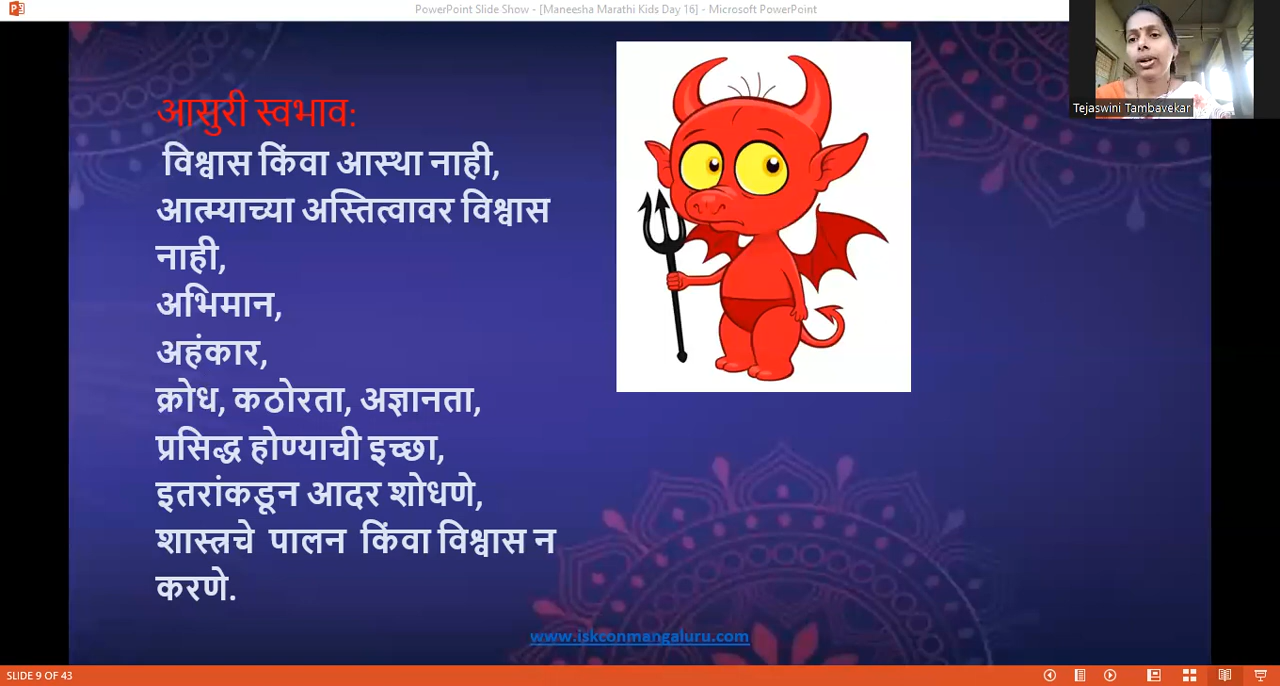 PowerPoint Slide Show - [Maneesha Marathi Kids Day 16] - Microsoft PowerPoint
Tejaswini Tambavekar
आसुरी स्वभाव:
विश्वास किंवा आस्था नाही,
आत्म्याच्या अस्तित्वावर विश्वास
नाही,
अभिमान,
अहंकार,
क्रोध, कठोरता, अज्ञानता,
प्रसिद्ध होण्याची इच्छा,
इतरांकडून आदर शोधणे,
शास्त्रचे पालन किंवा विश्वास न
करणे.
www.iskconmangaluru.com
SLIDE 9 OF 43